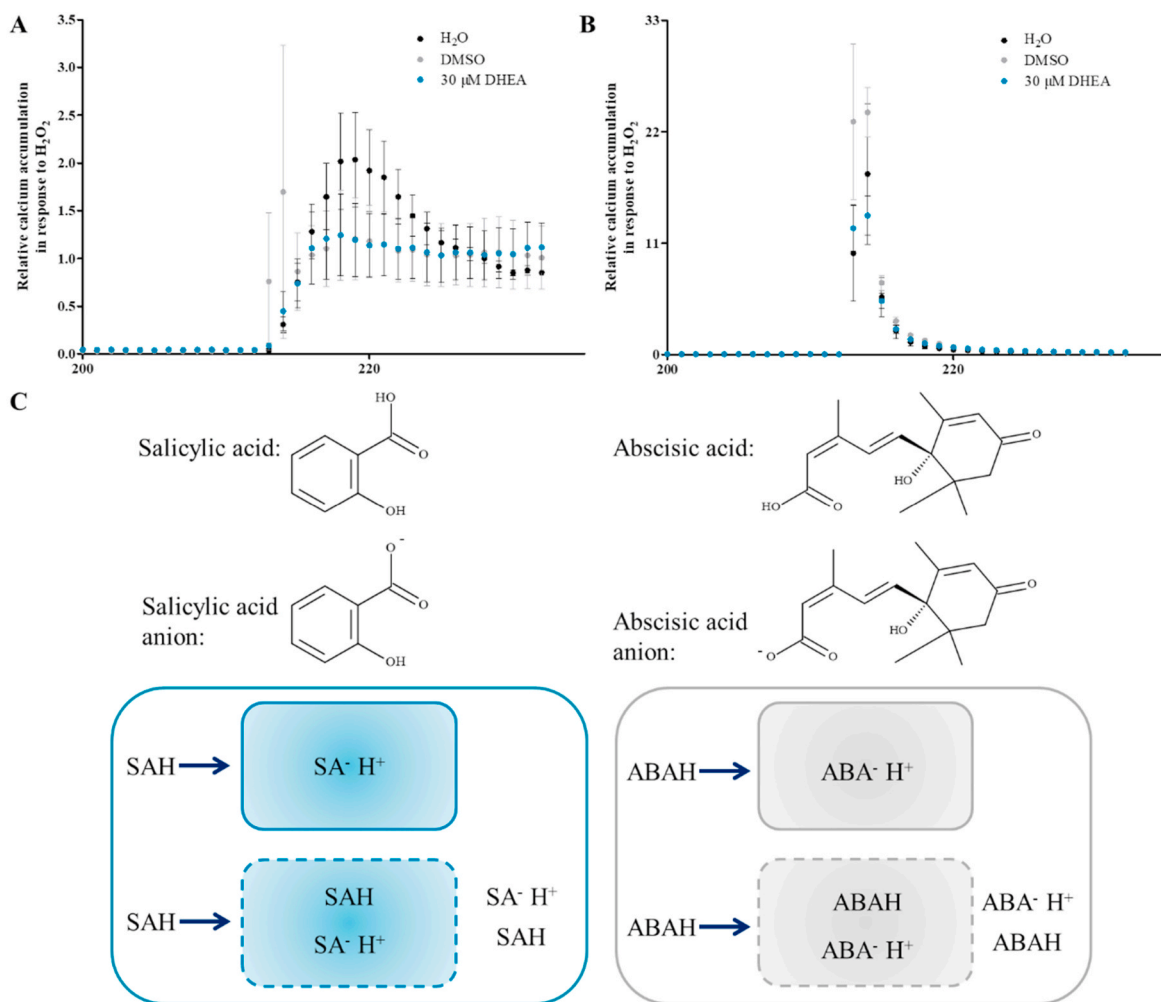 A
Relative calcium accumulation
in response to H₂O₂
3.5
3.0
2.5
2.0
1.5
1.0
0.5
0.0
200
220
H₂O
DMSO
30 µM DHEA
B
Relative calcium accumulation
in response to H₂O₂
33
22
11
0
200
220
H₂O
DMSO
30 µM DHEA
C
Salicylic acid:
HO
O
OH
Abscisic acid:
HO
O
HO
O
Salicylic acid
anion:
O⁻
O
OH
Abscisic acid
anion:
⁻O
O
HO
O
SAH
SA⁻ H⁺
ABAH
ABA⁻ H⁺
SAH
SAH
SA⁻ H⁺
SA⁻ H⁺
SAH
ABAH
ABAH
ABA⁻ H⁺
ABA⁻ H⁺
ABAH